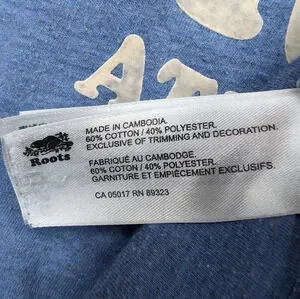 Roots
MADE IN CAMBODIA.
60% COTTON / 40% POLYESTER.
EXCLUSIVE OF TRIMMING AND DECORATION.
FABRIQUÉ AU CAMBODGE.
60% COTON / 40% POLYESTER.
GARNITURE ET EMPIÈCEMENT EXCLUSIFS.
CA 05017 RN 89323